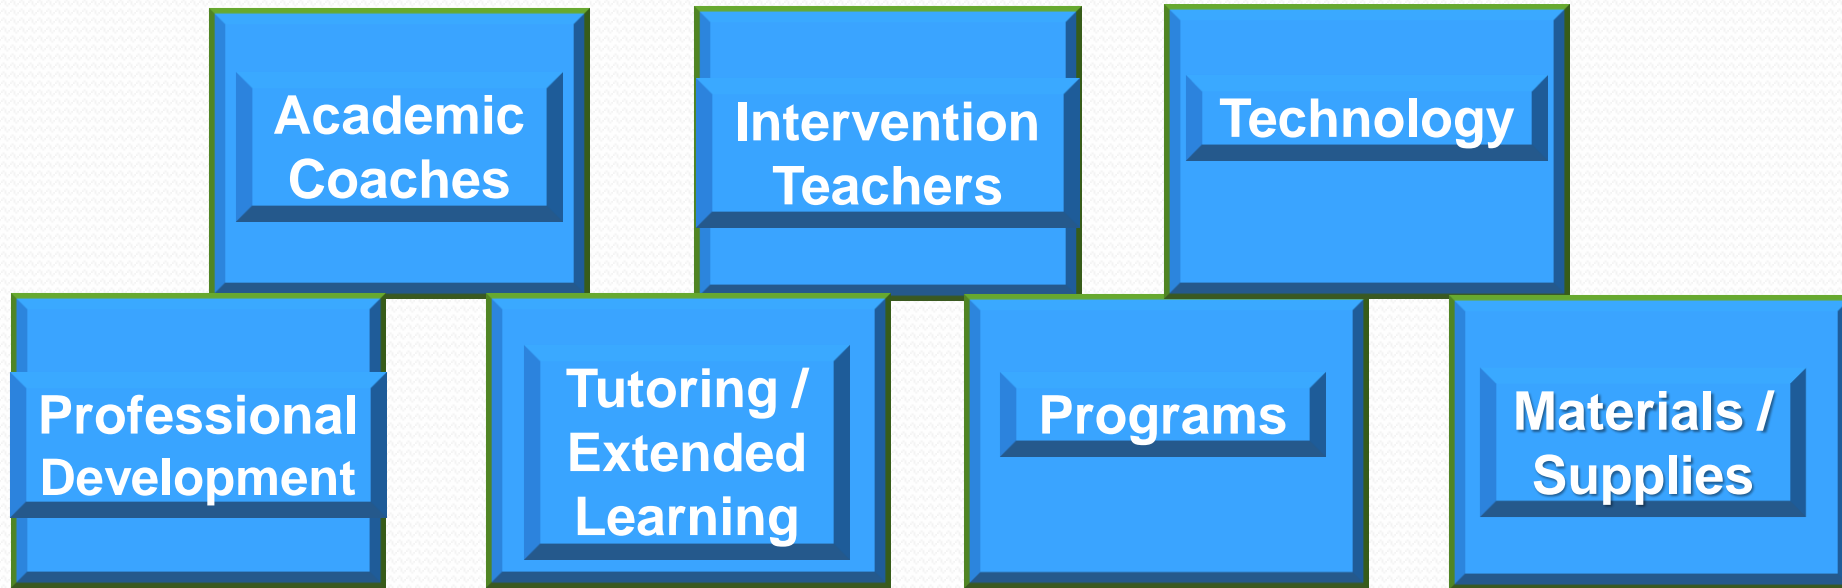 Academic
Coaches
Intervention
Teachers
Technology
Professional
Development
Tutoring /
Extended
Learning
Programs
Materials /
Supplies